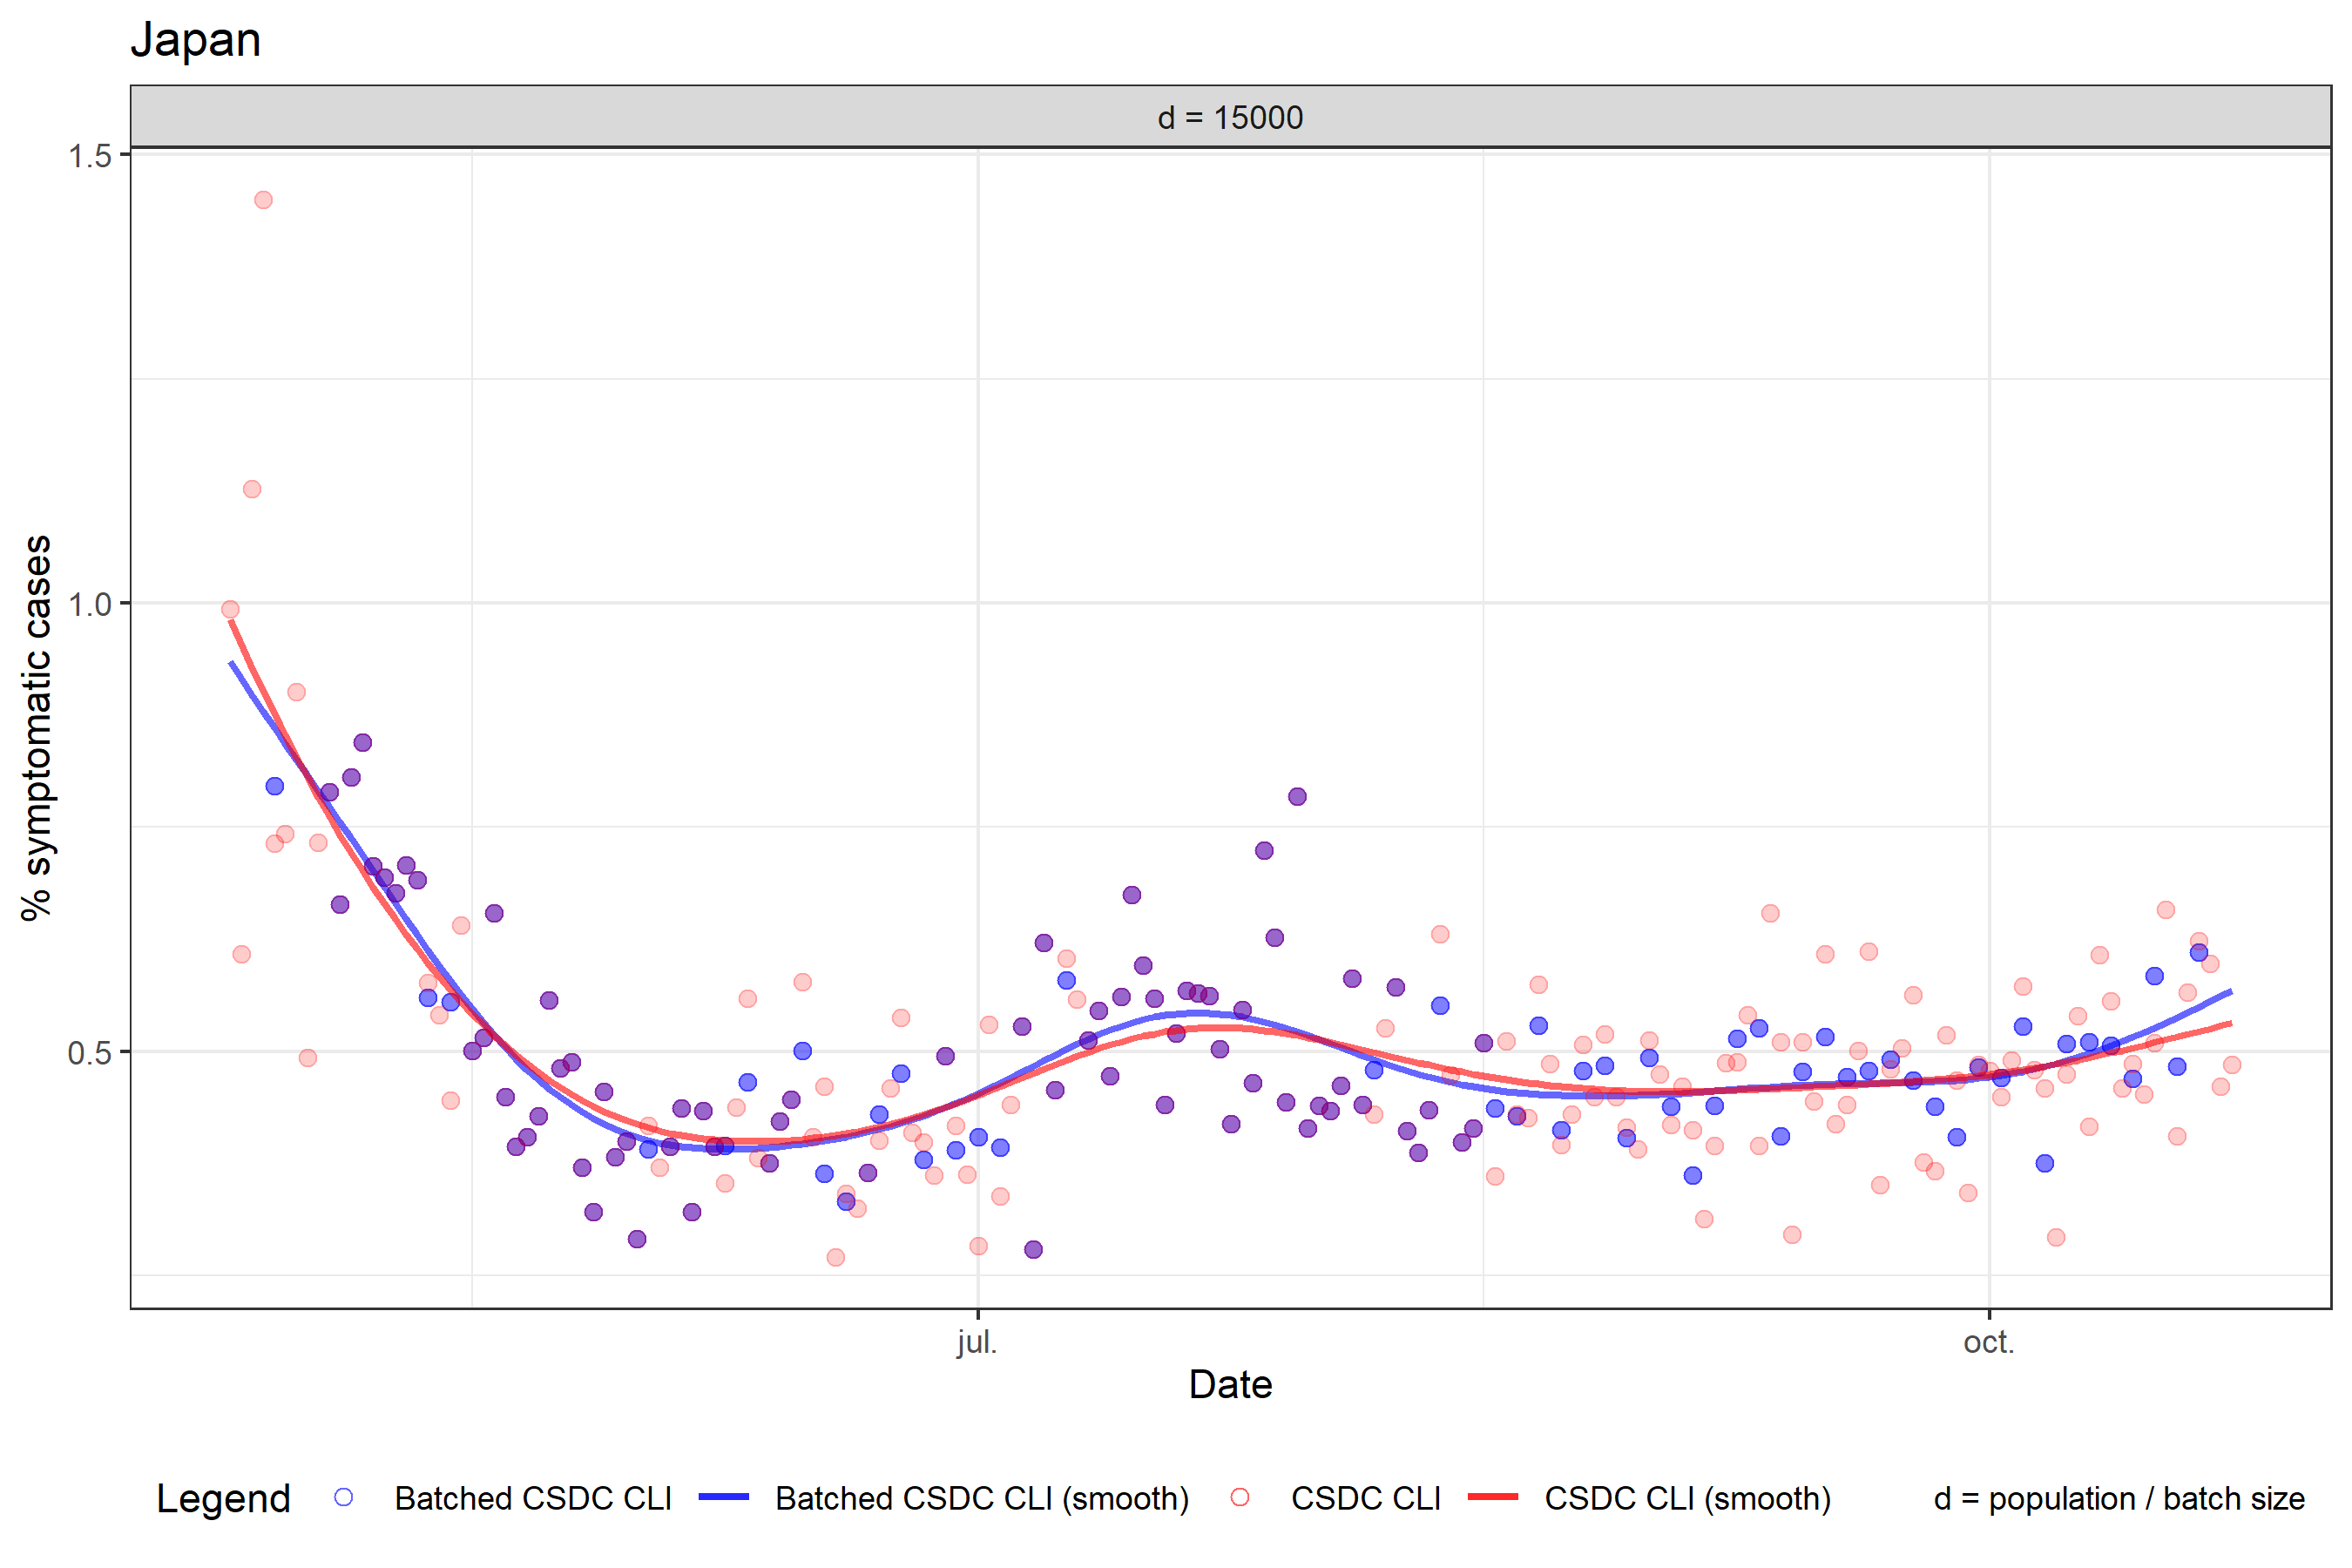 Japan
d = 15000
1.5
1.0
0.5
% symptomatic cases
jul.
oct.
Date
Legend
Batched CSDC CLI
Batched CSDC CLI (smooth)
CSDC CLI
CSDC CLI (smooth)
d = population / batch size